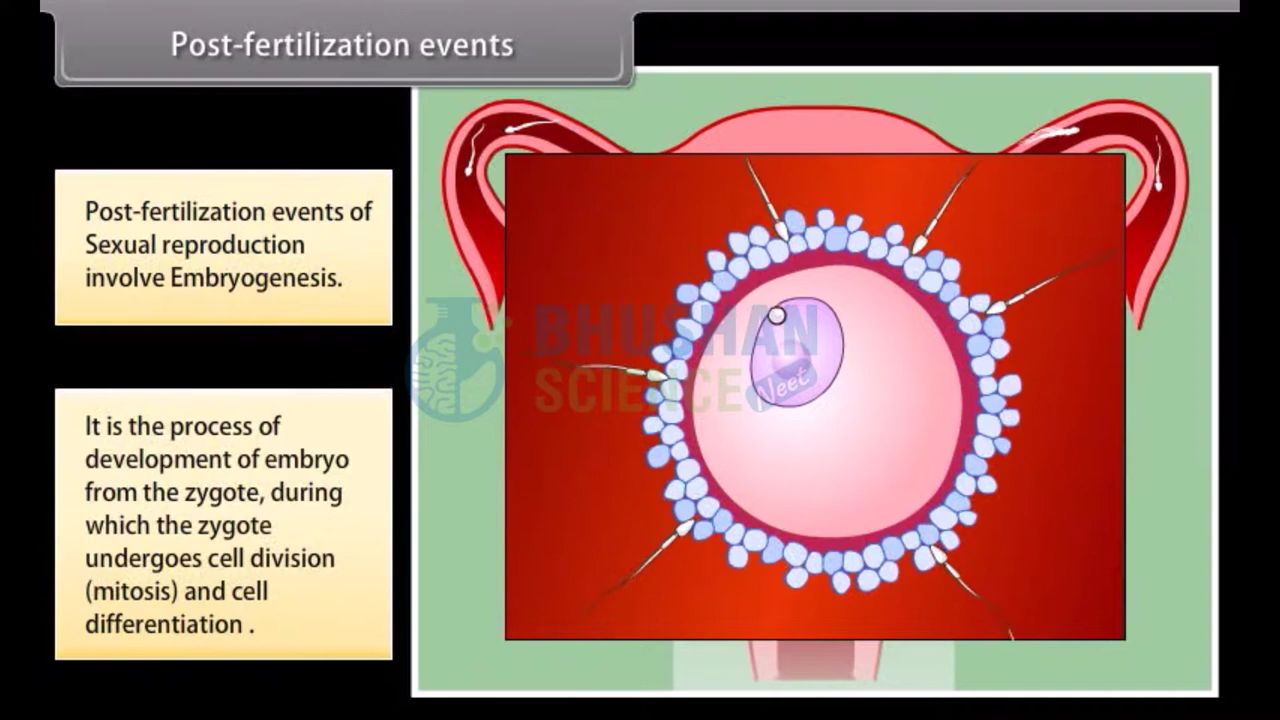 Post-fertilization events
Post-fertilization events of
Sexual reproduction
involve Embryogenesis.
It is the process of
development of embryo
from the zygote, during
which the zygote
undergoes cell division
(mitosis) and cell
differentiation .
BHUSHAN
SCIENCE
Neet